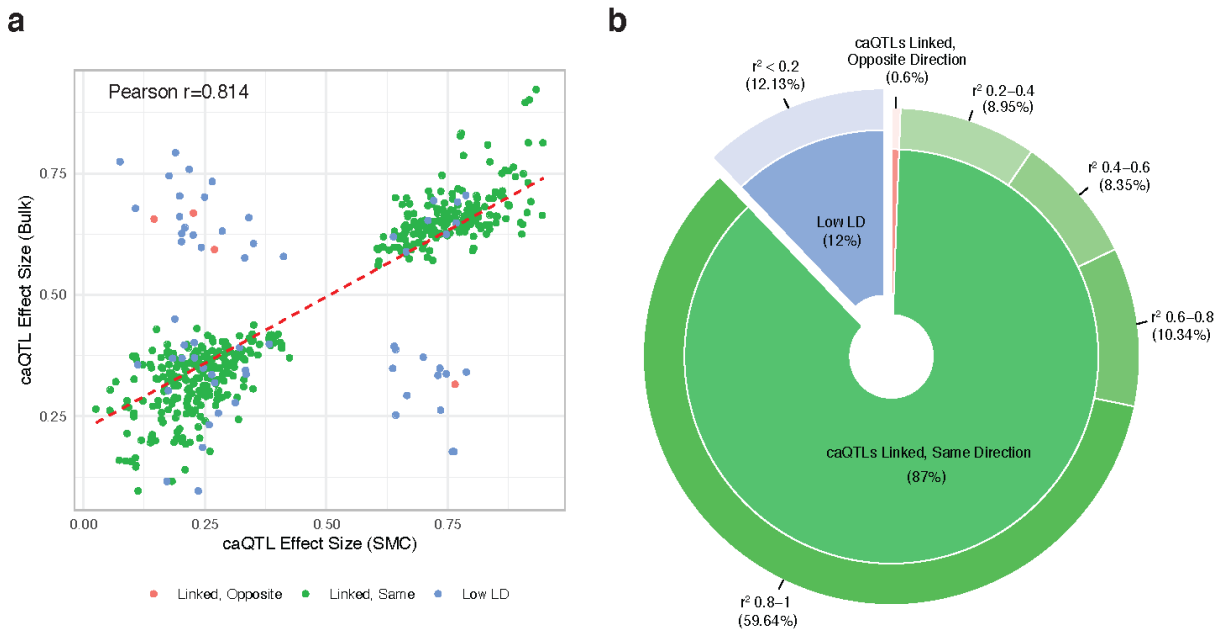 a
Pearson r=0.814
caQTL Effect Size (Bulk)
0.75
0.50
0.25
0.00
0.25
0.50
0.75
caQTL Effect Size (SMC)
Linked, Opposite
Linked, Same
Low LD
b
caQTLs Linked,
Opposite Direction
(0.6%)
r² < 0.2
(12.13%)
r² 0.2–0.4
(8.95%)
r² 0.4–0.6
(8.35%)
r² 0.6–0.8
(10.34%)
r² 0.8–1
(59.64%)
Low LD
(12%)
caQTLs Linked, Same Direction
(87%)